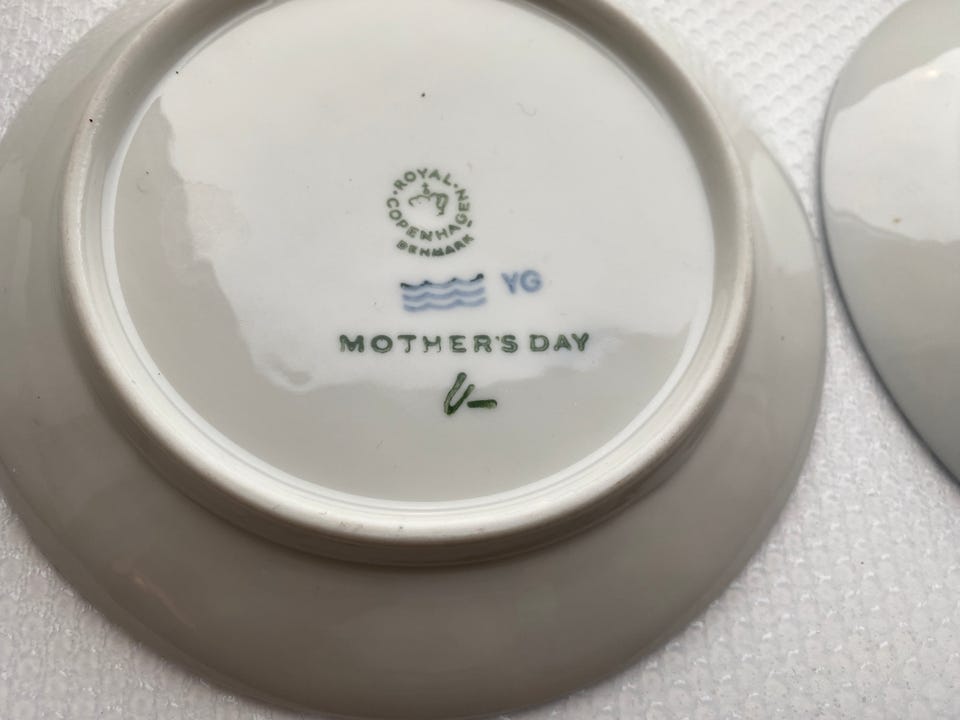 ROYAL
COPENHAGEN
DENMARK
YG
MOTHER'S DAY